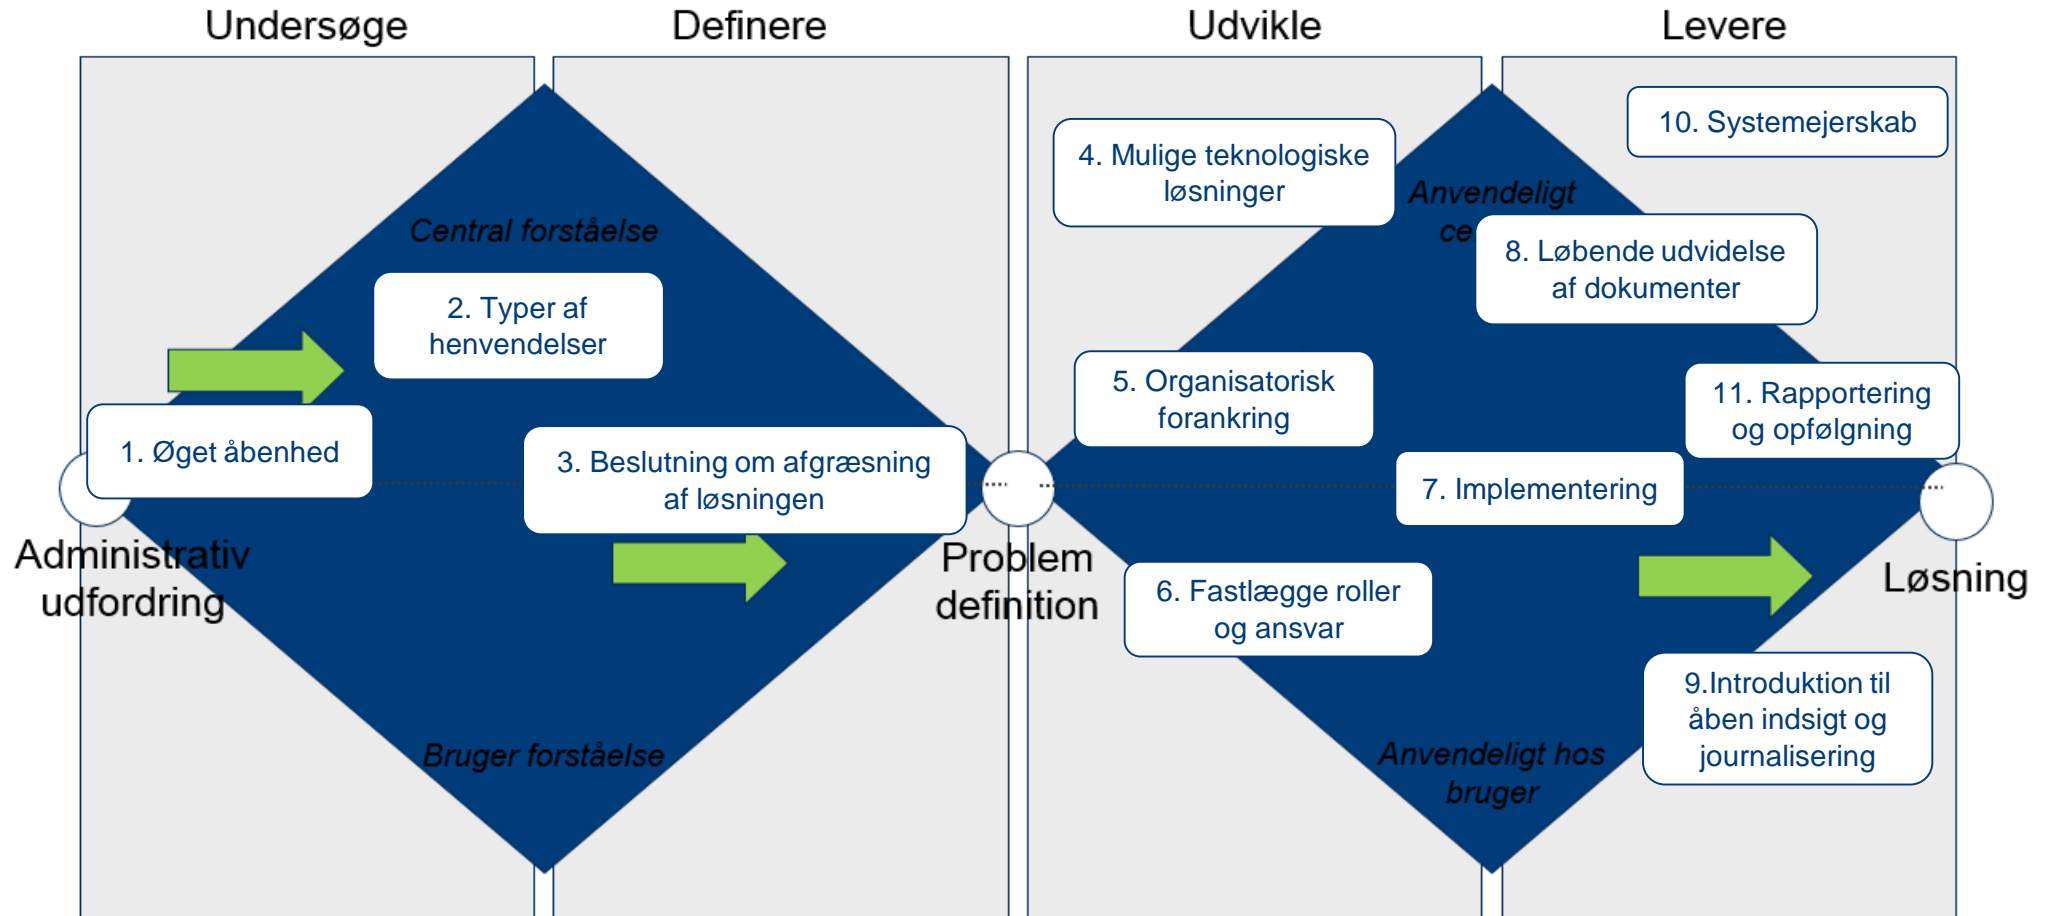 Undersøge
Definere
Udvikle
Levere
10. Systemejerskab
4. Mulige teknologiske
løsninger
Anvendeligt
8. Løbende udvidelse
af dokumenter
Central forståelse
2. Typer af
henvendelser
5. Organisatorisk
forankring
11. Rapportering
og opfølgning
1. Øget åbenhed
3. Beslutning om afgræsning
af løsningen
7. Implementering
Administrativ
udfordring
Problem
definition
Løsning
6. Fastlægge roller
og ansvar
9.Introduktion til
åben indsigt og
journalisering
Bruger forståelse
Anvendeligt hos
bruger